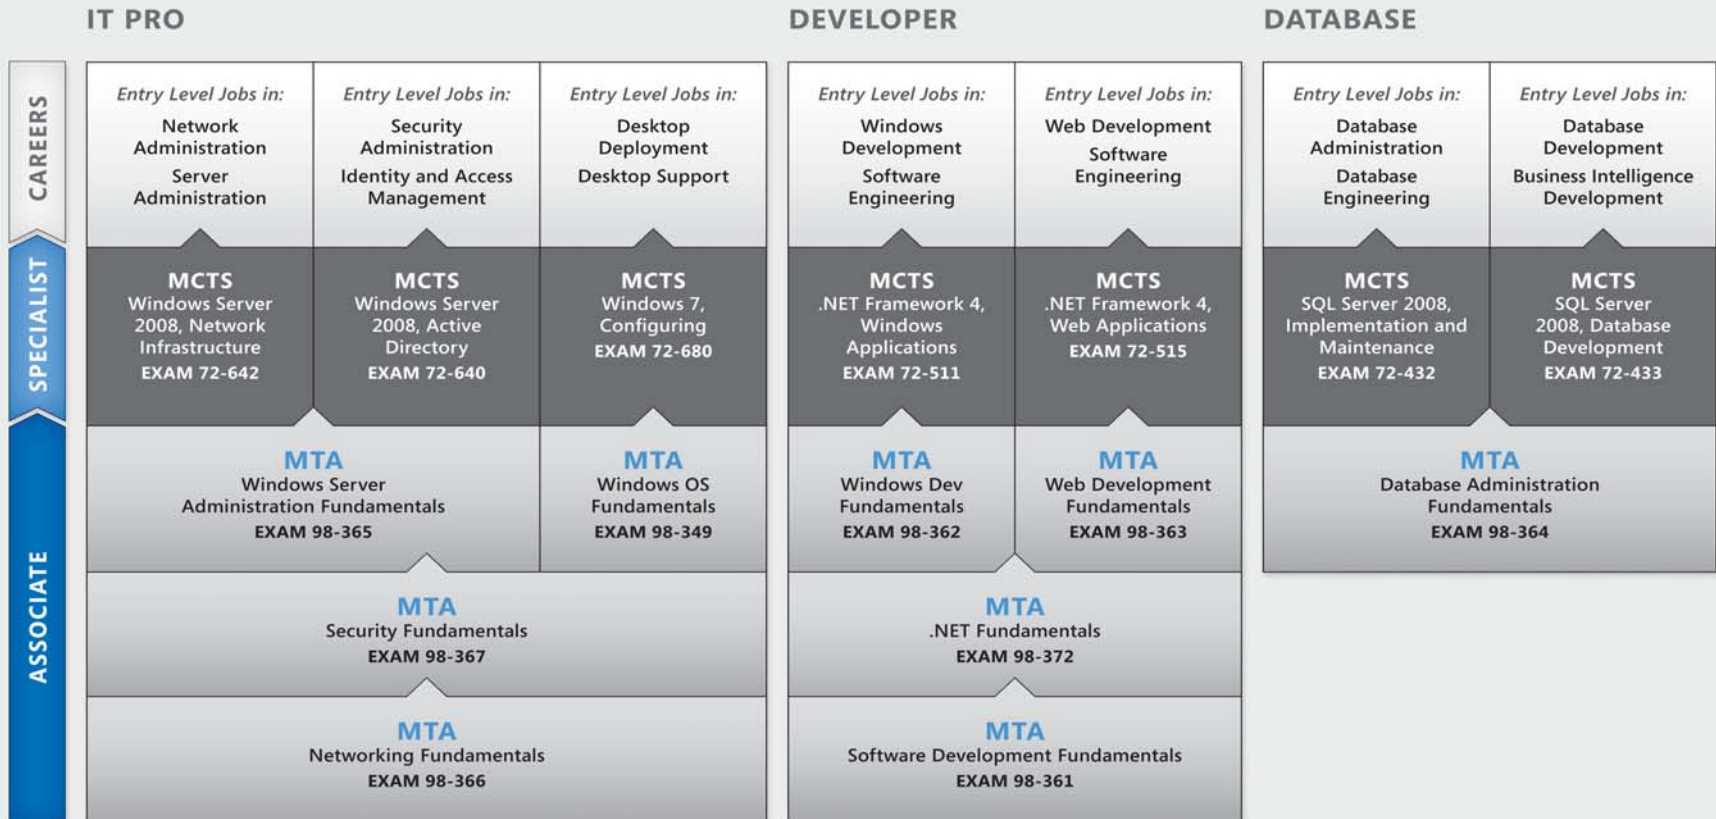 IT PRO
DEVELOPER
DATABASE
CAREERS
Entry Level Jobs in:
Network
Administration
Server
Administration
Entry Level Jobs in:
Security
Administration
Identity and Access
Management
Entry Level Jobs in:
Desktop
Deployment
Desktop Support
Entry Level Jobs in:
Windows
Development
Software
Engineering
Entry Level Jobs in:
Web Development
Software
Engineering
Entry Level Jobs in:
Database
Administration
Database
Engineering
Entry Level Jobs in:
Database
Development
Business Intelligence
Development
SPECIALIST
MCTS
Windows Server
2008, Network
Infrastructure
EXAM 72-642
MCTS
Windows Server
2008, Active
Directory
EXAM 72-640
MCTS
Windows 7,
Configuring
EXAM 72-680
MCTS
.NET Framework 4,
Windows
Applications
EXAM 72-511
MCTS
.NET Framework 4,
Web Applications
EXAM 72-515
MCTS
SQL Server 2008,
Implementation and
Maintenance
EXAM 72-432
MCTS
SQL Server
2008, Database
Development
EXAM 72-433
ASSOCIATE
MTA
Windows Server
Administration Fundamentals
EXAM 98-365
MTA
Windows OS
Fundamentals
EXAM 98-349
MTA
Windows Dev
Fundamentals
EXAM 98-362
MTA
Web Development
Fundamentals
EXAM 98-363
MTA
Database Administration
Fundamentals
EXAM 98-364
MTA
Security Fundamentals
EXAM 98-367
MTA
.NET Fundamentals
EXAM 98-372
MTA
Networking Fundamentals
EXAM 98-366
MTA
Software Development Fundamentals
EXAM 98-361